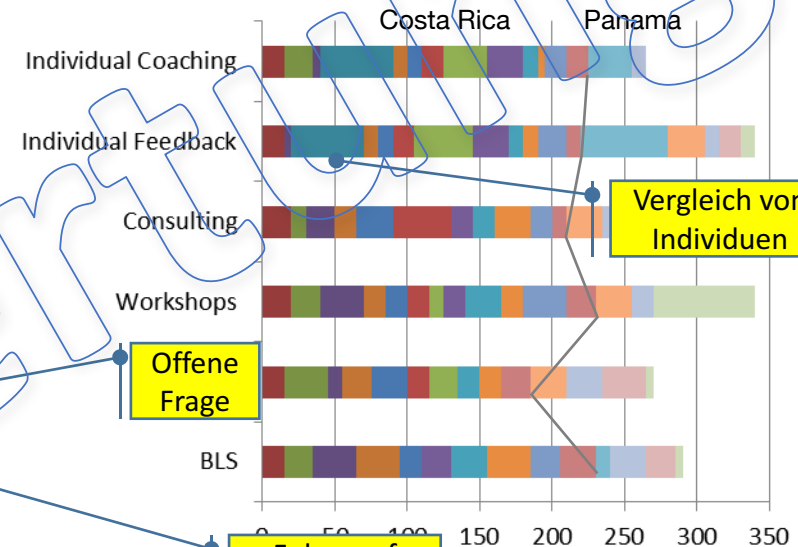 Costa Rica Panama
Individual Coaching
Individual Feedback
Consulting
Vergleich von
Individuen
Workshops
Offene
Frage
BLS
0 50 100 150 200 250 300 350